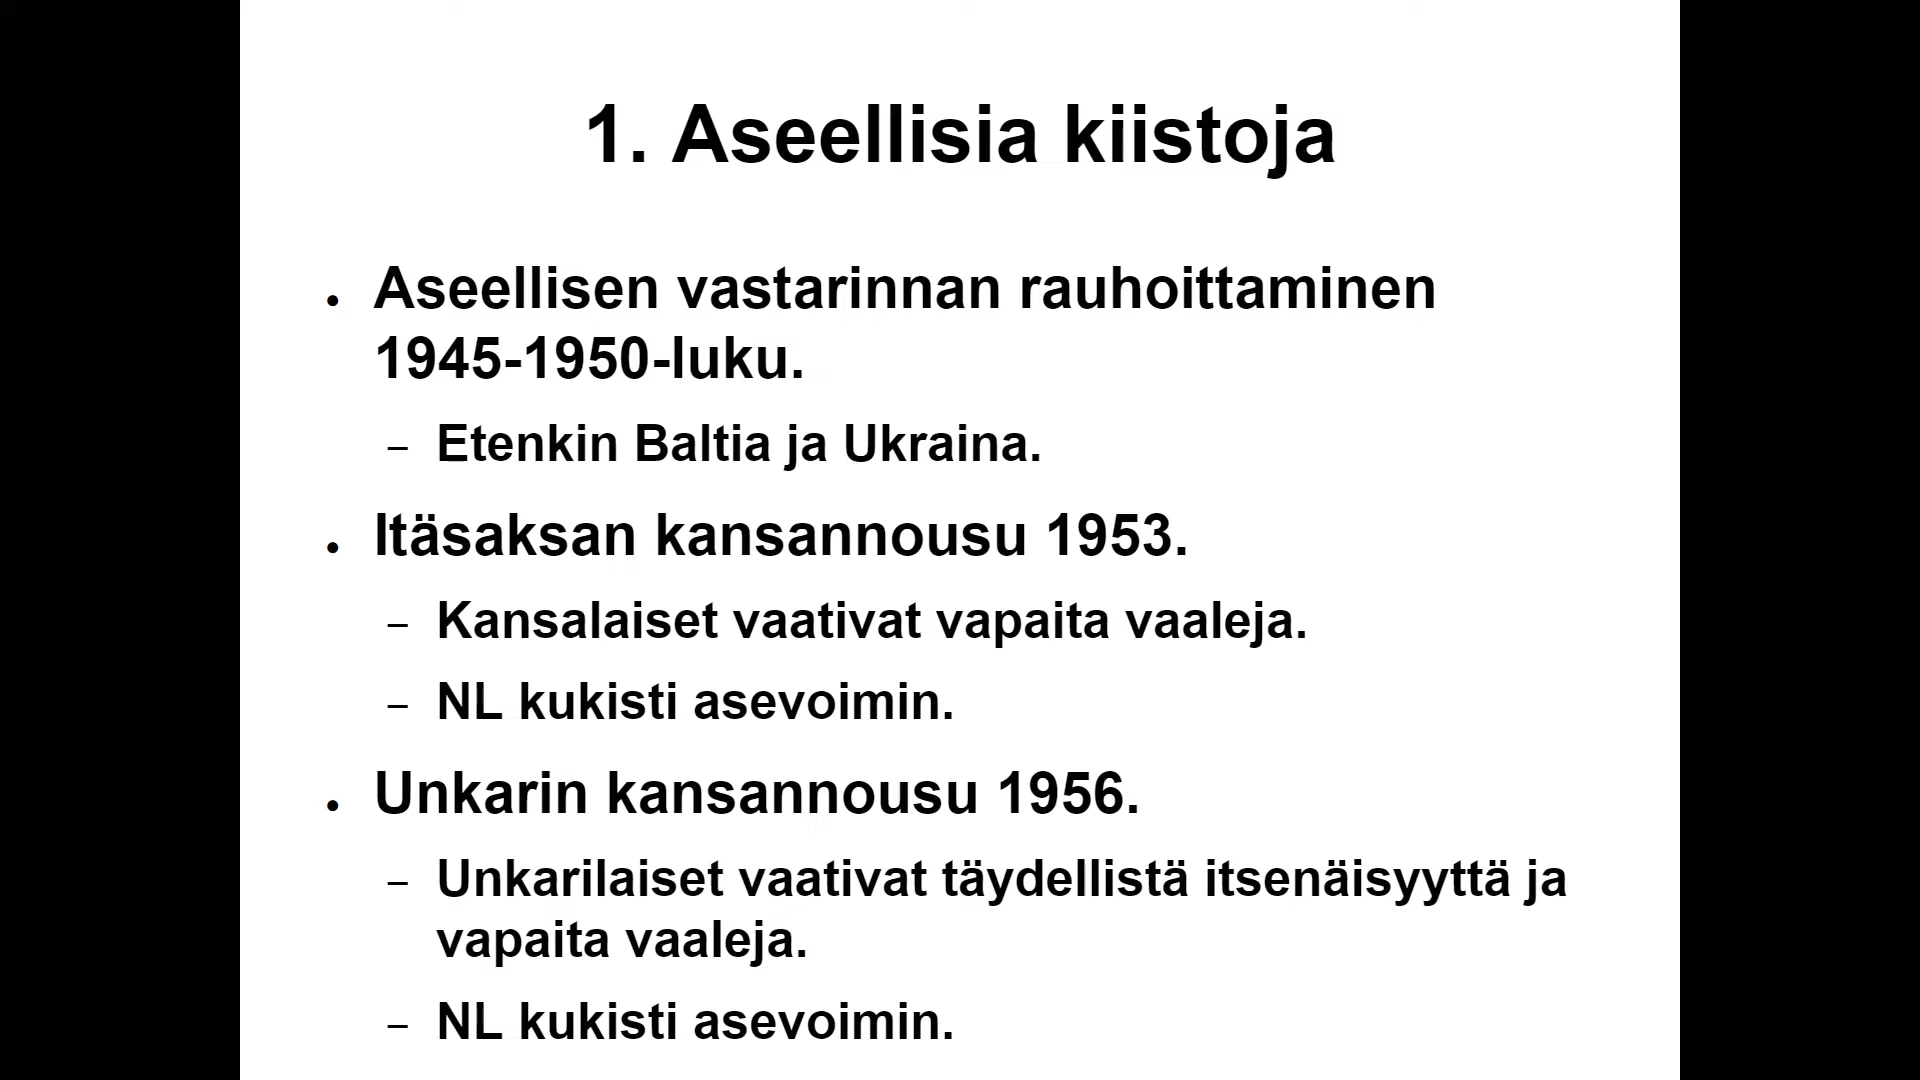 1. Aseellisia kiistoja
• Aseellisen vastarinnan rauhoittaminen
1945-1950-luku.
– Etenkin Baltia ja Ukraina.
• Itäsaksan kansannousu 1953.
– Kansalaiset vaativat vapaita vaaleja.
– NL kukisti asevoimin.
• Unkarin kansannousu 1956.
– Unkarilaiset vaativat täydellistä itsenäisyyttä ja
vapaita vaaleja.
– NL kukisti asevoimin.